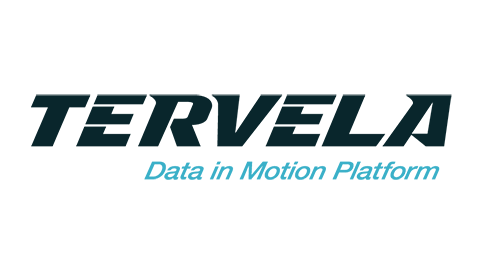 TERVELA
Data in Motion Platform